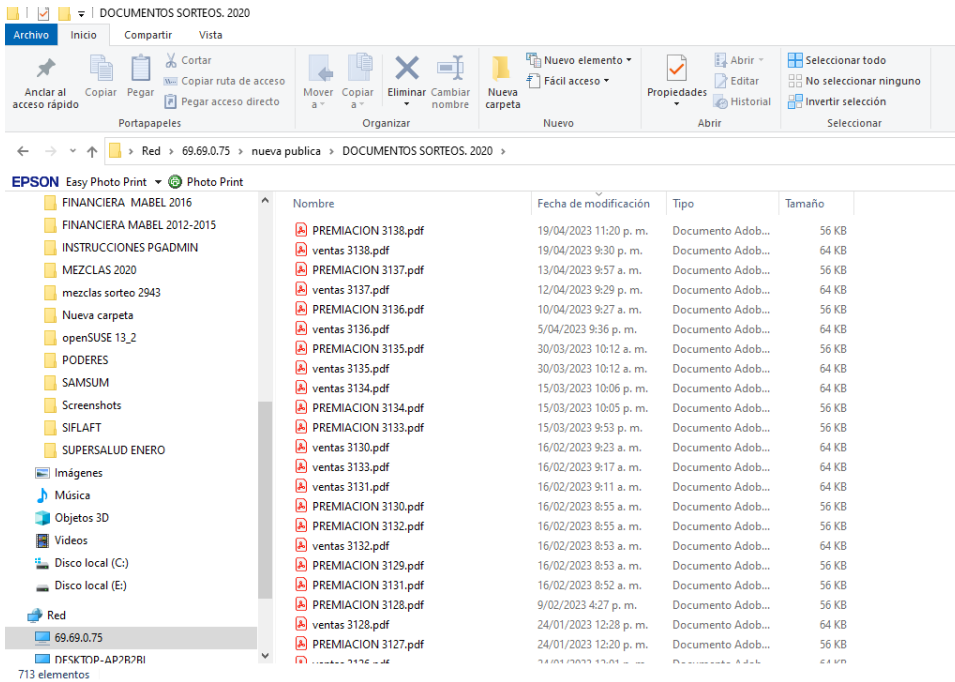 DOCUMENTOS SORTEOS. 2020
Archivo Inicio Compartir Vista
Anclar al acceso rápido
Copiar
Pegar
Cortar
Copiar ruta de acceso
Pegar acceso directo
Portapapeles
Mover a
Copiar a
Eliminar
Cambiar nombre
Organizar
Nueva carpeta
Nuevo elemento
Fácil acceso
Nuevo
Propiedades
Abrir
Editar
Historial
Abrir
Seleccionar todo
No seleccionar ninguno
Invertir selección
Seleccionar
Red > 69.69.0.75 > nueva publica > DOCUMENTOS SORTEOS. 2020 >
EPSON Easy Photo Print Photo Print
FINANCIERA MABEL 2016
FINANCIERA MABEL 2012-2015
INSTRUCCIONES PGADMIN
MEZCLAS 2020
mezclas sorteo 2943
Nueva carpeta
openSUSE 13_2
PODERES
SAMSUM
Screenshots
SIFLAFT
SUPERSALUD ENERO
Imágenes
Música
Objetos 3D
Videos
Disco local (C:)
Disco local (E:)
Red
69.69.0.75
DESKTOP-AP2B2BL
Nombre Fecha de modificación Tipo Tamaño
PREMIACION 3138.pdf 19/04/2023 11:20 p. m. Documento Adob... 56 KB
ventas 3138.pdf 19/04/2023 9:30 p. m. Documento Adob... 64 KB
PREMIACION 3137.pdf 13/04/2023 9:57 a. m. Documento Adob... 56 KB
ventas 3137.pdf 12/04/2023 9:29 p. m. Documento Adob... 64 KB
PREMIACION 3136.pdf 10/04/2023 9:27 a. m. Documento Adob... 56 KB
ventas 3136.pdf 5/04/2023 9:36 p. m. Documento Adob... 64 KB
PREMIACION 3135.pdf 30/03/2023 10:12 a. m. Documento Adob... 56 KB
ventas 3135.pdf 30/03/2023 10:12 a. m. Documento Adob... 64 KB
ventas 3134.pdf 15/03/2023 10:06 p. m. Documento Adob... 64 KB
PREMIACION 3134.pdf 15/03/2023 10:05 p. m. Documento Adob... 56 KB
PREMIACION 3133.pdf 15/03/2023 9:53 p. m. Documento Adob... 56 KB
ventas 3130.pdf 16/02/2023 9:23 a. m. Documento Adob... 64 KB
ventas 3133.pdf 16/02/2023 9:17 a. m. Documento Adob... 64 KB
ventas 3131.pdf 16/02/2023 9:11 a. m. Documento Adob... 64 KB
PREMIACION 3130.pdf 16/02/2023 8:55 a. m. Documento Adob... 56 KB
PREMIACION 3132.pdf 16/02/2023 8:55 a. m. Documento Adob... 56 KB
ventas 3132.pdf 16/02/2023 8:53 a. m. Documento Adob... 64 KB
PREMIACION 3129.pdf 16/02/2023 8:53 a. m. Documento Adob... 56 KB
PREMIACION 3131.pdf 16/02/2023 8:52 a. m. Documento Adob... 56 KB
PREMIACION 3128.pdf 9/02/2023 4:27 p. m. Documento Adob... 56 KB
ventas 3128.pdf 24/01/2023 12:28 p. m. Documento Adob... 64 KB
PREMIACION 3127.pdf 24/01/2023 12:20 p. m. Documento Adob... 56 KB
713 elementos